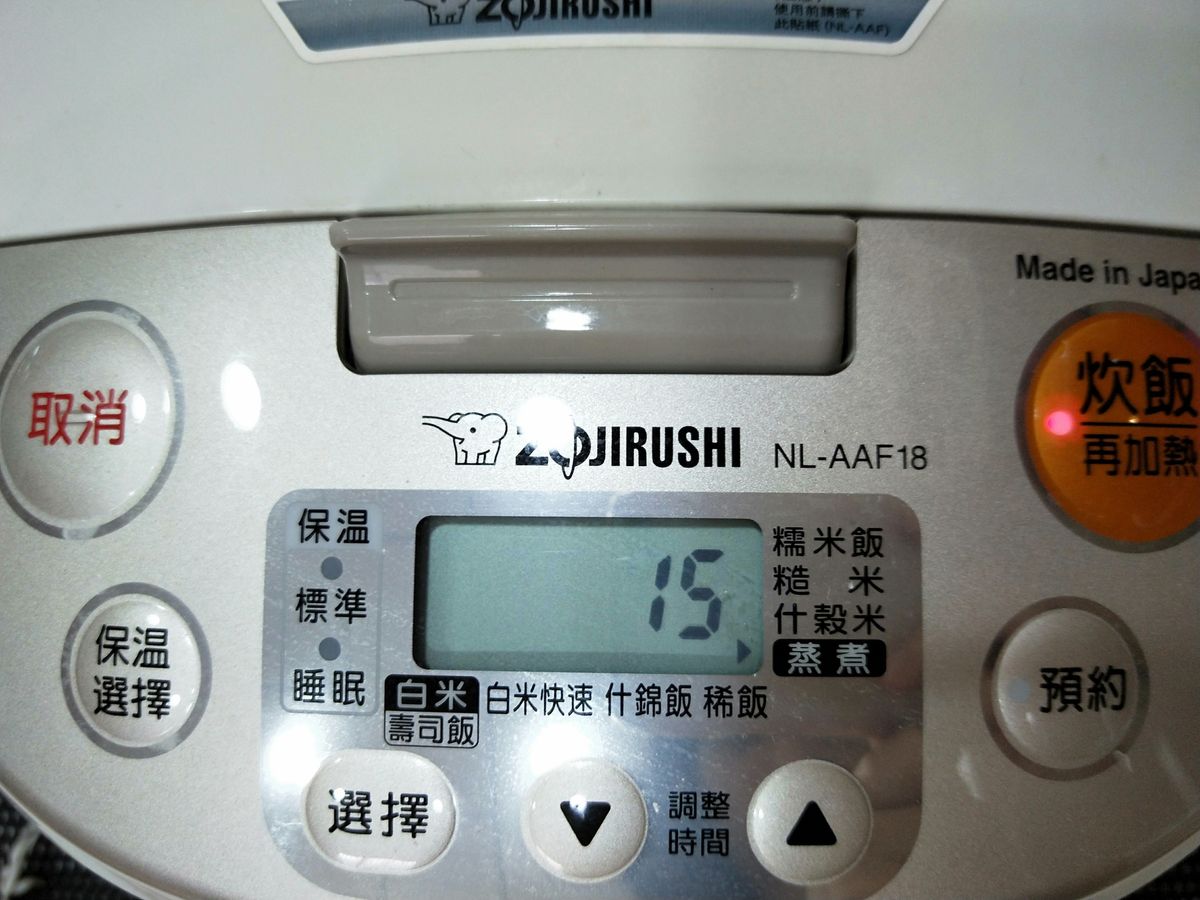 ZOJIRUSHI
使用前請撕下
此貼紙 (NL-AAF)
Made in Japa
取消
炊飯
再加熱
ZOJIRUSHI NL-AAF18
保温
標準
睡眠
15
糯米飯
糙 米
什穀米
蒸煮
保温
選擇
預約
白米 白米快速 什錦飯 稀飯
壽司飯
選擇
▼
調整
時間
▲